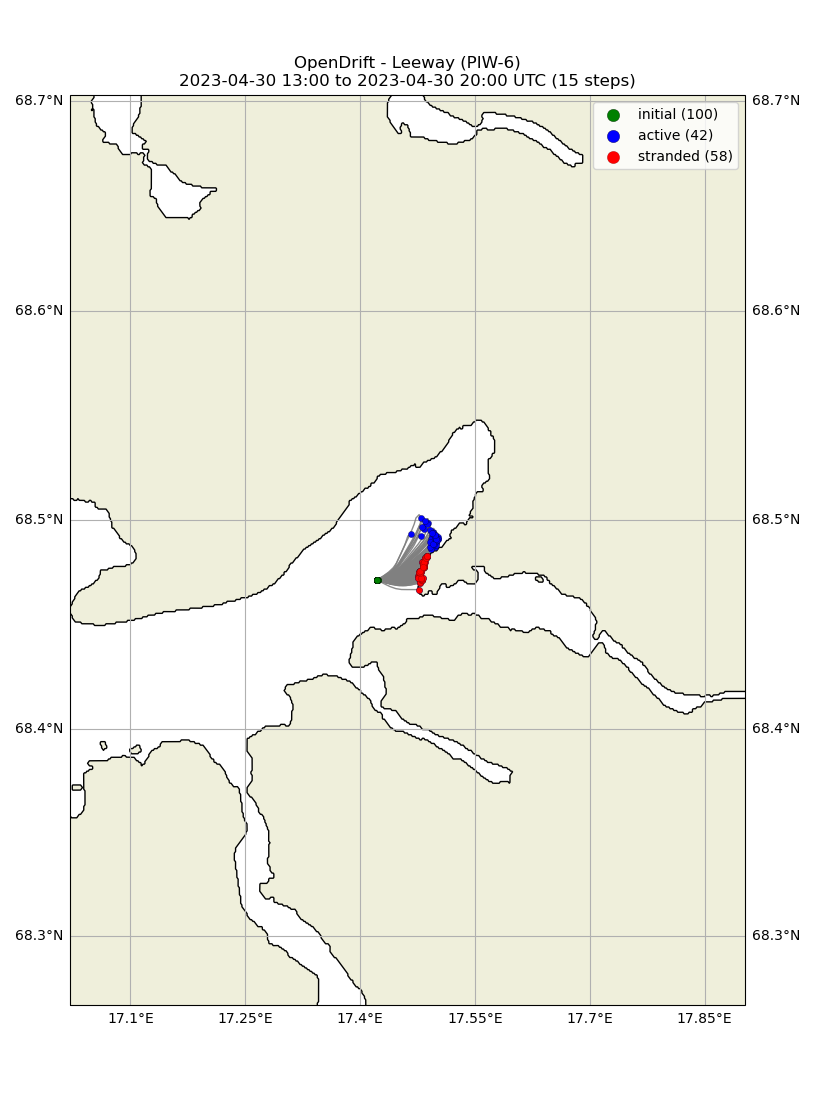 OpenDrift - Leeway (PIW-6)
2023-04-30 13:00 to 2023-04-30 20:00 UTC (15 steps)
68.7°N
68.7°N
initial (100)
active (42)
stranded (58)
68.6°N
68.6°N
68.5°N
68.5°N
68.4°N
68.4°N
68.3°N
68.3°N
17.1°E
17.25°E
17.4°E
17.55°E
17.7°E
17.85°E